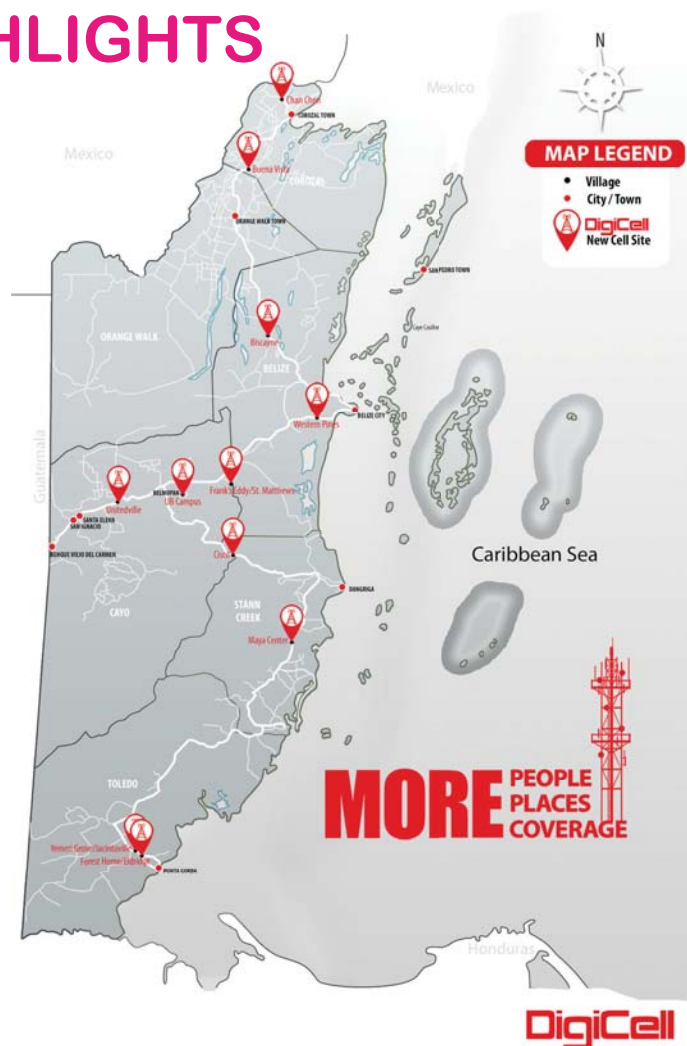 HLIGHTS
N
Mexico
Mexico
Chan Chen
COROZAL TOWN
MAP LEGEND
Village
City / Town
DigiCell
New Cell Site
Buena Vista
COROZAL
ORANGE WALK TOWN
SAN PEDRO TOWN
Caye Caulker
ORANGE WALK
Biscayne
BELIZE
BELIZE CITY
Western Pines
Guatemala
Frank's Eddy/St. Matthews
BELMOPAN
UB Campus
Unitedville
SANTA ELENA
SAN IGNACIO
BENQUE VIEJO DEL CARMEN
Caribbean Sea
DANGRIGA
CAYO
STANN
CREEK
Maya Center
TOLEDO
MORE PEOPLE
PLACES
COVERAGE
Forest Home/Eldridge
PUNTA GORDA
Honduras
DigiCell